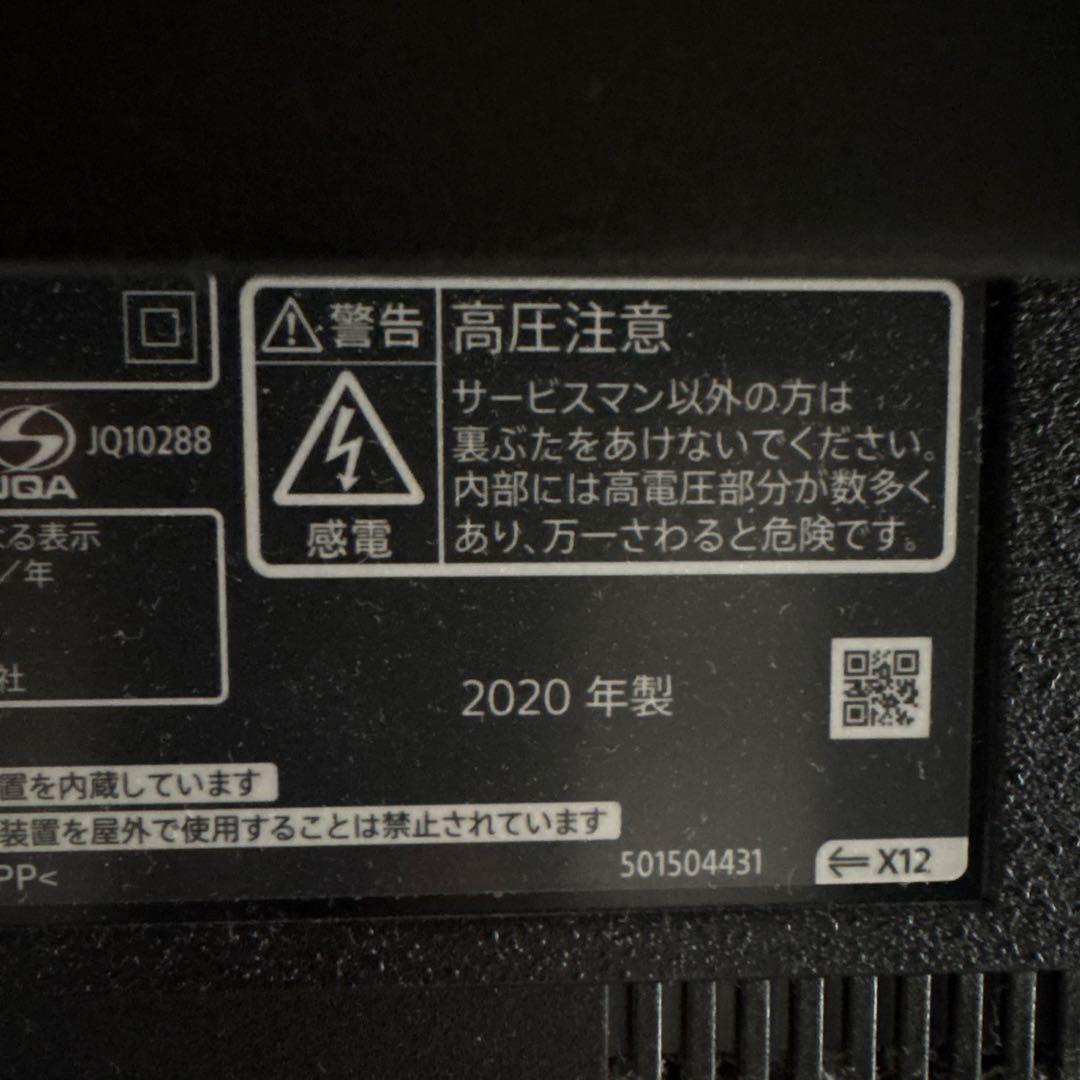 警告
高圧注意
サービスマン以外の方は
裏ぶたをあけないでください。
内部には高電圧部分が数多く
あり、万一さわると危険です。
感電
JQ10288
JQA
る表示
／年
社
2020 年製
置を内蔵しています
装置を屋外で使用することは禁止されています
PP<
501504431
⇐X12